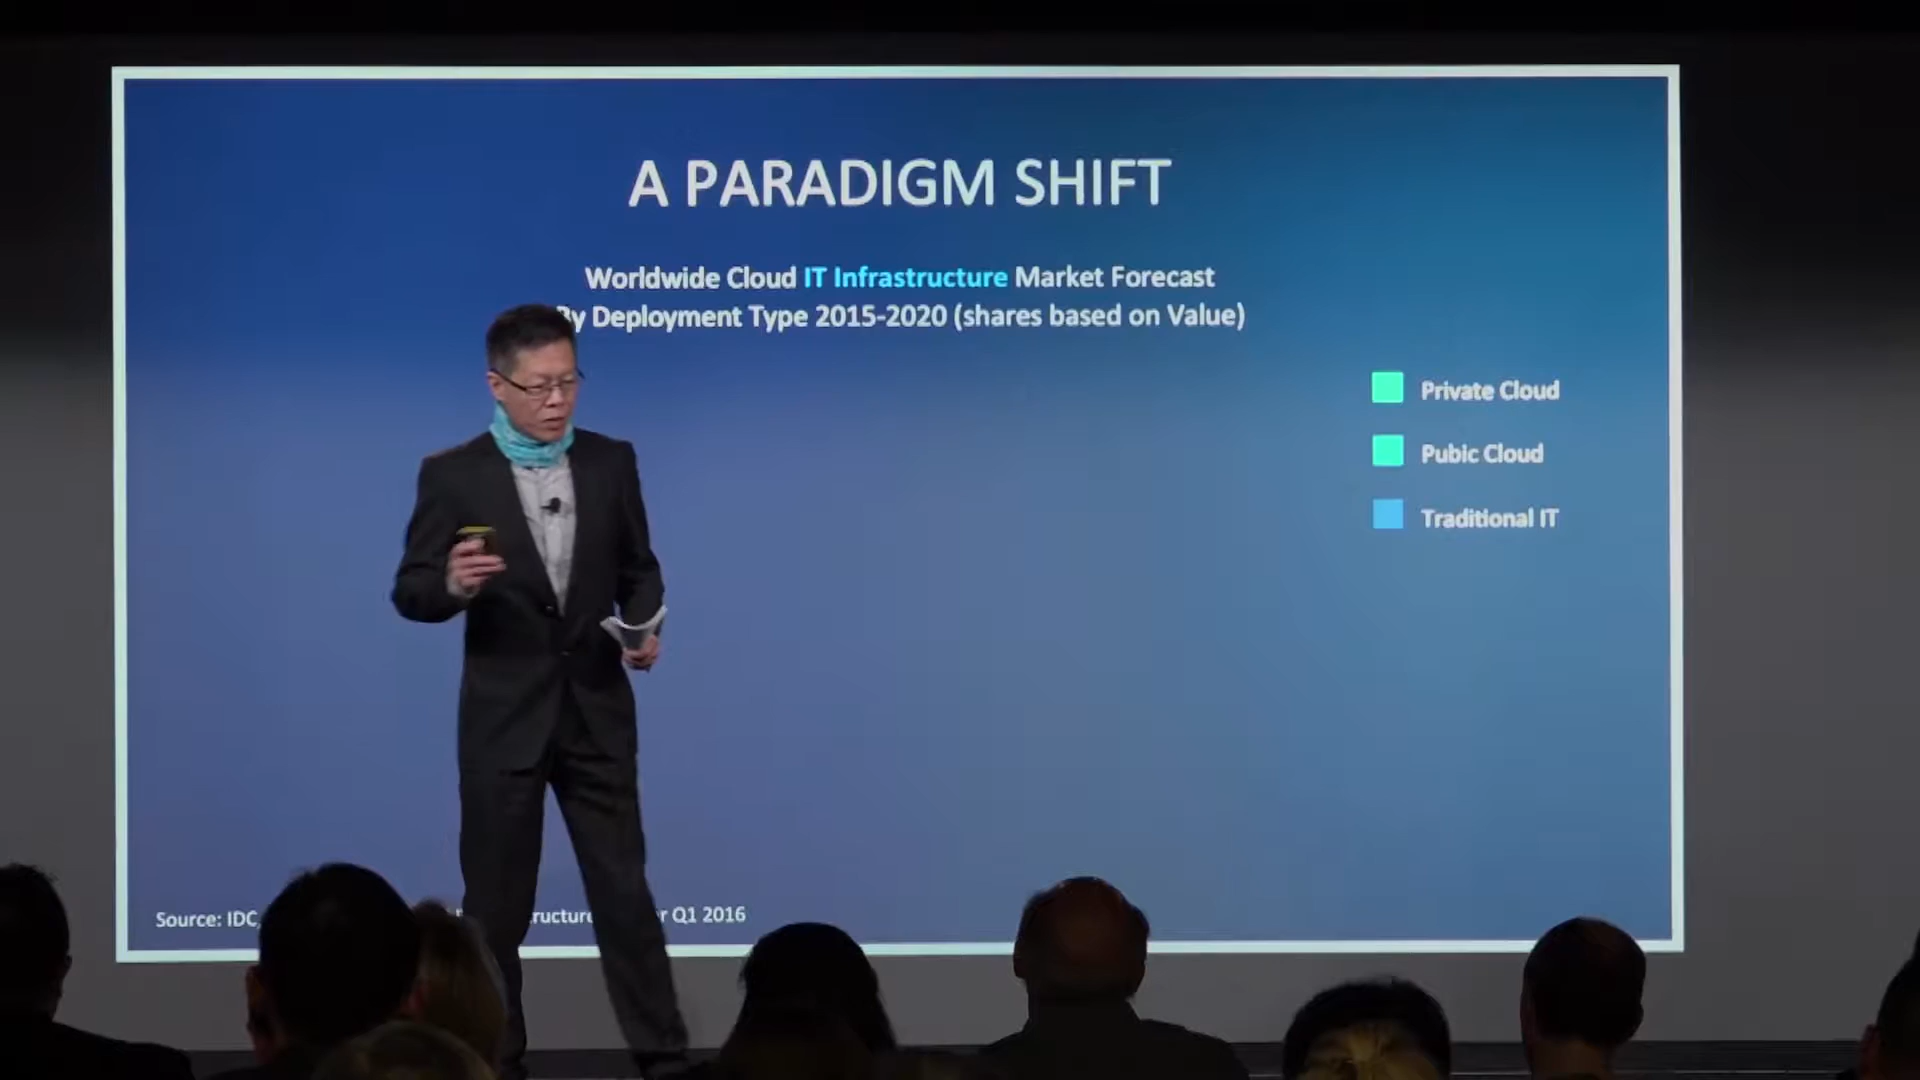 A PARADIGM SHIFT
Worldwide Cloud IT Infrastructure Market Forecast
By Deployment Type 2015-2020 (shares based on Value)
Private Cloud
Pubic Cloud
Traditional IT
Source: IDC, Q1 2016